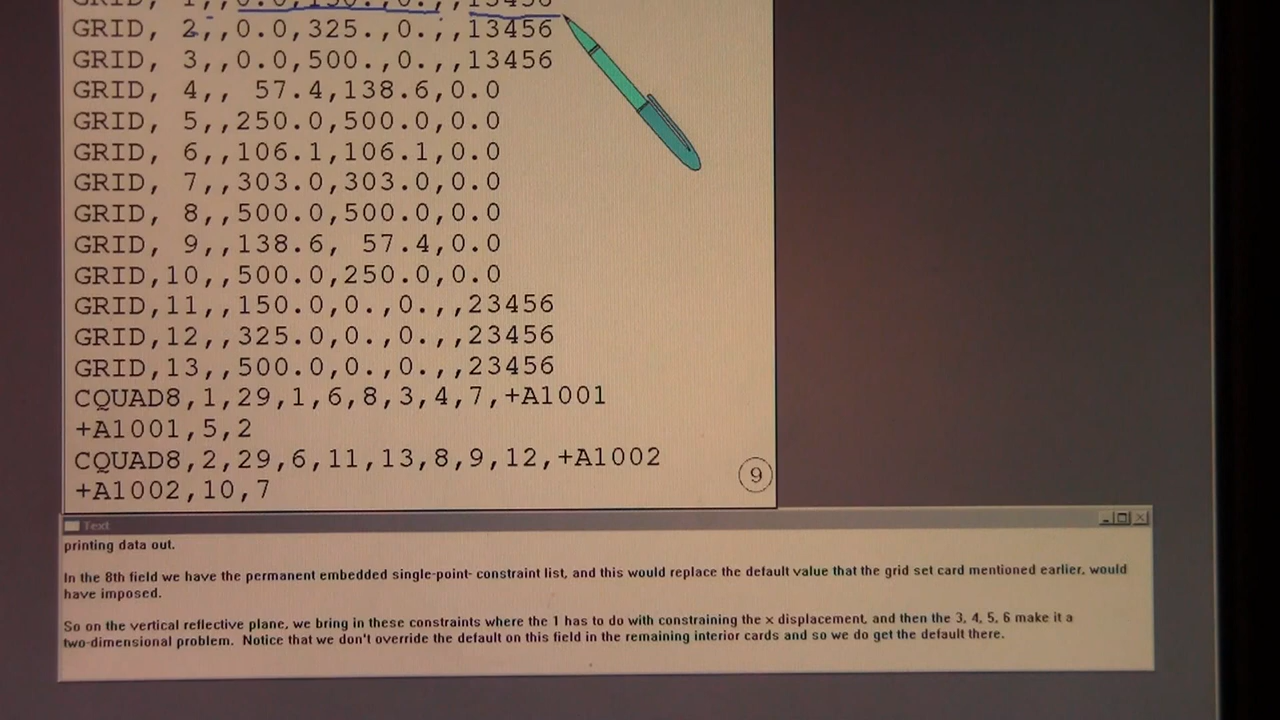 GRID, 1,,0.0,150.,0.,,13456
GRID, 2,,0.0,325.,0.,,13456
GRID, 3,,0.0,500.,0.,,13456
GRID, 4,, 57.4,138.6,0.0
GRID, 5,,250.0,500.0,0.0
GRID, 6,,106.1,106.1,0.0
GRID, 7,,303.0,303.0,0.0
GRID, 8,,500.0,500.0,0.0
GRID, 9,,138.6, 57.4,0.0
GRID,10,,500.0,250.0,0.0
GRID,11,,150.0,0.,0.,,23456
GRID,12,,325.0,0.,0.,,23456
GRID,13,,500.0,0.,0.,,23456
CQUAD8,1,29,1,6,8,3,4,7,+A1001
+A1001,5,2
CQUAD8,2,29,6,11,13,8,9,12,+A1002
+A1002,10,7
9
Text
printing data out.
In the 8th field we have the permanent embedded single-point- constraint list, and this would replace the default value that the grid set card mentioned earlier, would
have imposed.
So on the vertical reflective plane, we bring in these constraints where the 1 has to do with constraining the x displacement, and then the 3, 4, 5, 6 make it a
two-dimensional problem. Notice that we don't override the default on this field in the remaining interior cards and so we do get the default there.